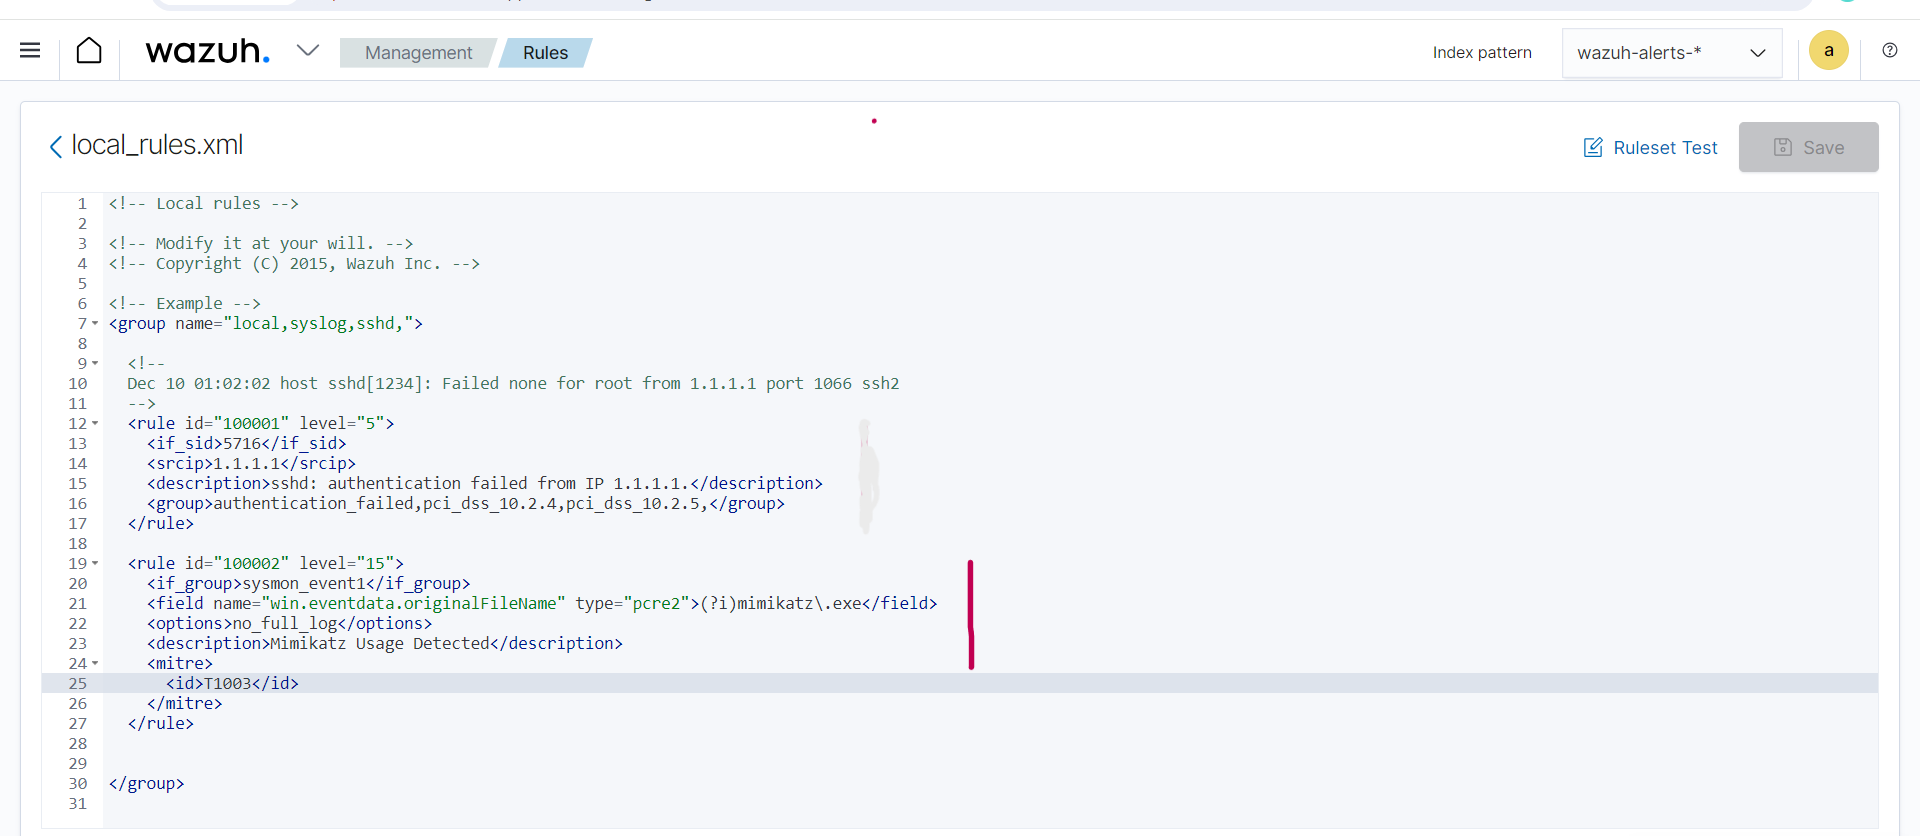 wazuh. Management Rules Index pattern wazuh-alerts-* a
local_rules.xml Ruleset Test Save
1 <!-- Local rules -->
2
3 <!-- Modify it at your will. -->
4 <!-- Copyright (C) 2015, Wazuh Inc. -->
5
6 <!-- Example -->
7 <group name="local,syslog,sshd,">
8
9 <!--
10 Dec 10 01:02:02 host sshd[1234]: Failed none for root from 1.1.1.1 port 1066 ssh2
11 -->
12 <rule id="100001" level="5">
13 <if_sid>5716</if_sid>
14 <srcip>1.1.1.1</srcip>
15 <description>sshd: authentication failed from IP 1.1.1.1.</description>
16 <group>authentication_failed,pci_dss_10.2.4,pci_dss_10.2.5,</group>
17 </rule>
18
19 <rule id="100002" level="15">
20 <if_group>sysmon_event1</if_group>
21 <field name="win.eventdata.originalFileName" type="pcre2">(?i)mimikatz\.exe</field>
22 <options>no_full_log</options>
23 <description>Mimikatz Usage Detected</description>
24 <mitre>
25 <id>T1003</id>
26 </mitre>
27 </rule>
28
29
30 </group>
31